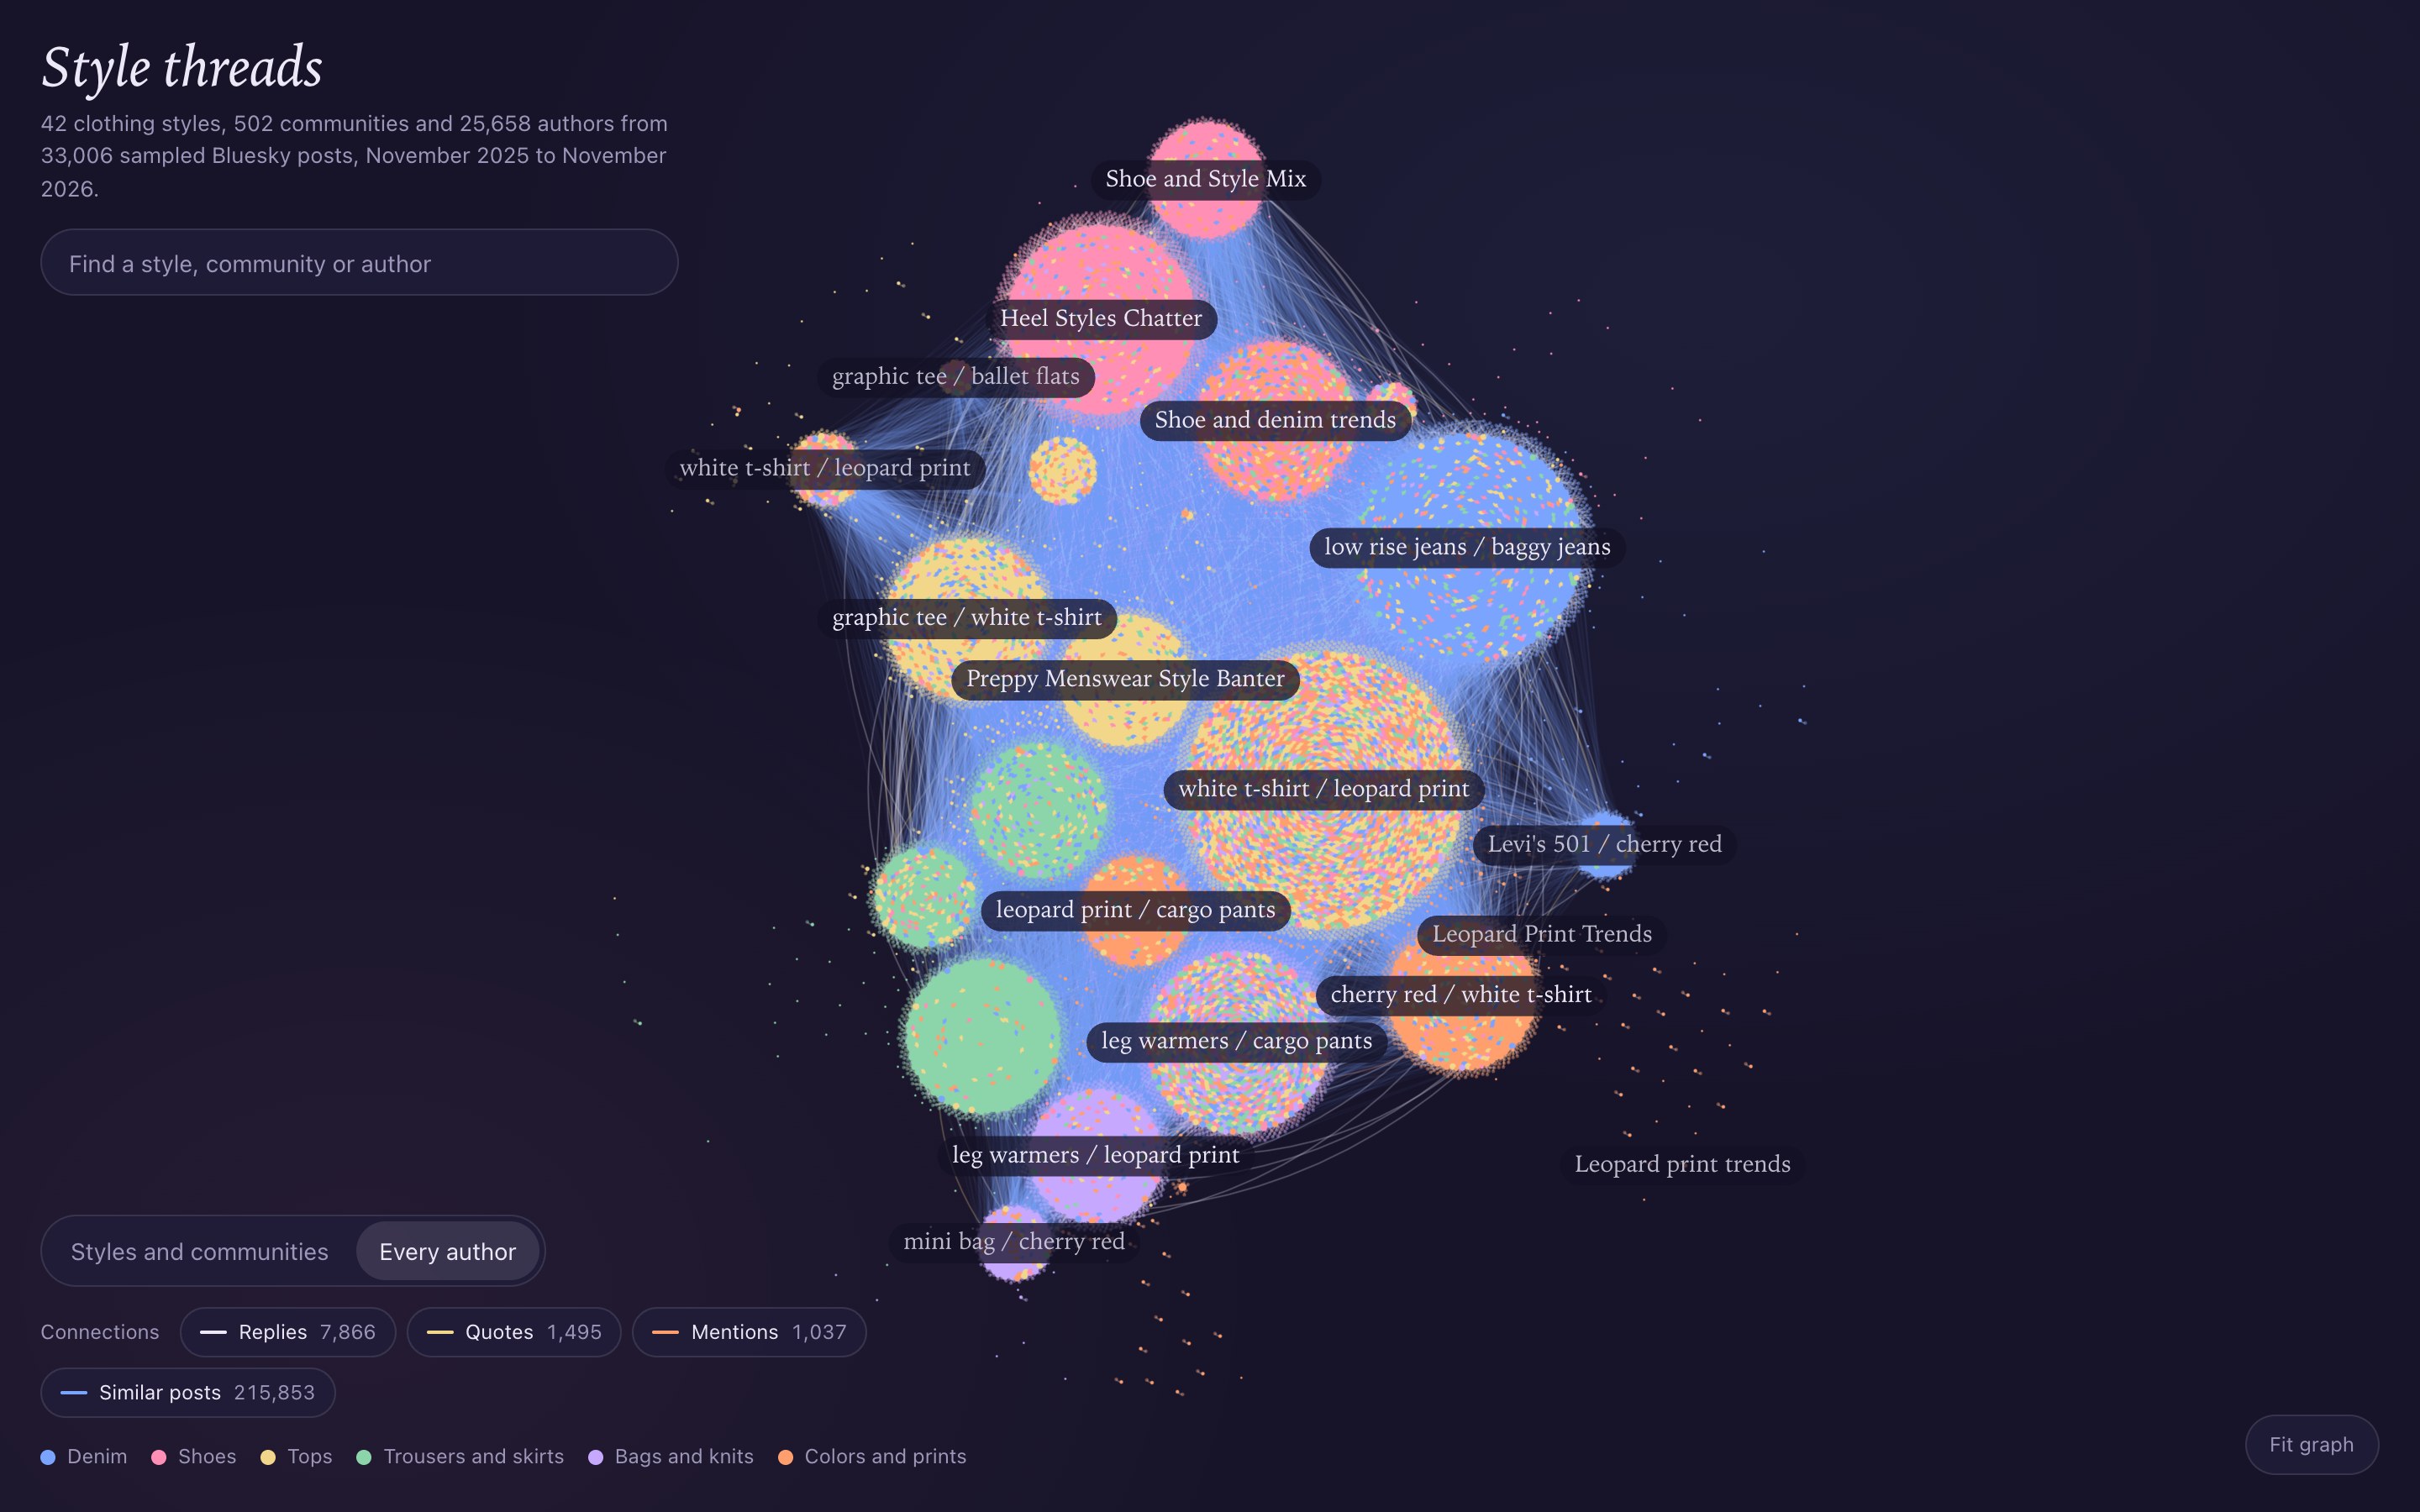 Style threads
42 clothing styles, 502 communities and 25,658 authors from
33,006 sampled Bluesky posts, November 2025 to November
2026.
Find a style, community or author
Shoe and Style Mix
Heel Styles Chatter
graphic tee / ballet flats
Shoe and denim trends
white t-shirt / leopard print
low rise jeans / baggy jeans
graphic tee / white t-shirt
Preppy Menswear Style Banter
white t-shirt / leopard print
Levi's 501 / cherry red
leopard print / cargo pants
Leopard Print Trends
cherry red / white t-shirt
leg warmers / cargo pants
leg warmers / leopard print
Leopard print trends
mini bag / cherry red
Styles and communities
Every author
Connections
Replies 7,866
Quotes 1,495
Mentions 1,037
Similar posts 215,853
Denim
Shoes
Tops
Trousers and skirts
Bags and knits
Colors and prints
Fit graph